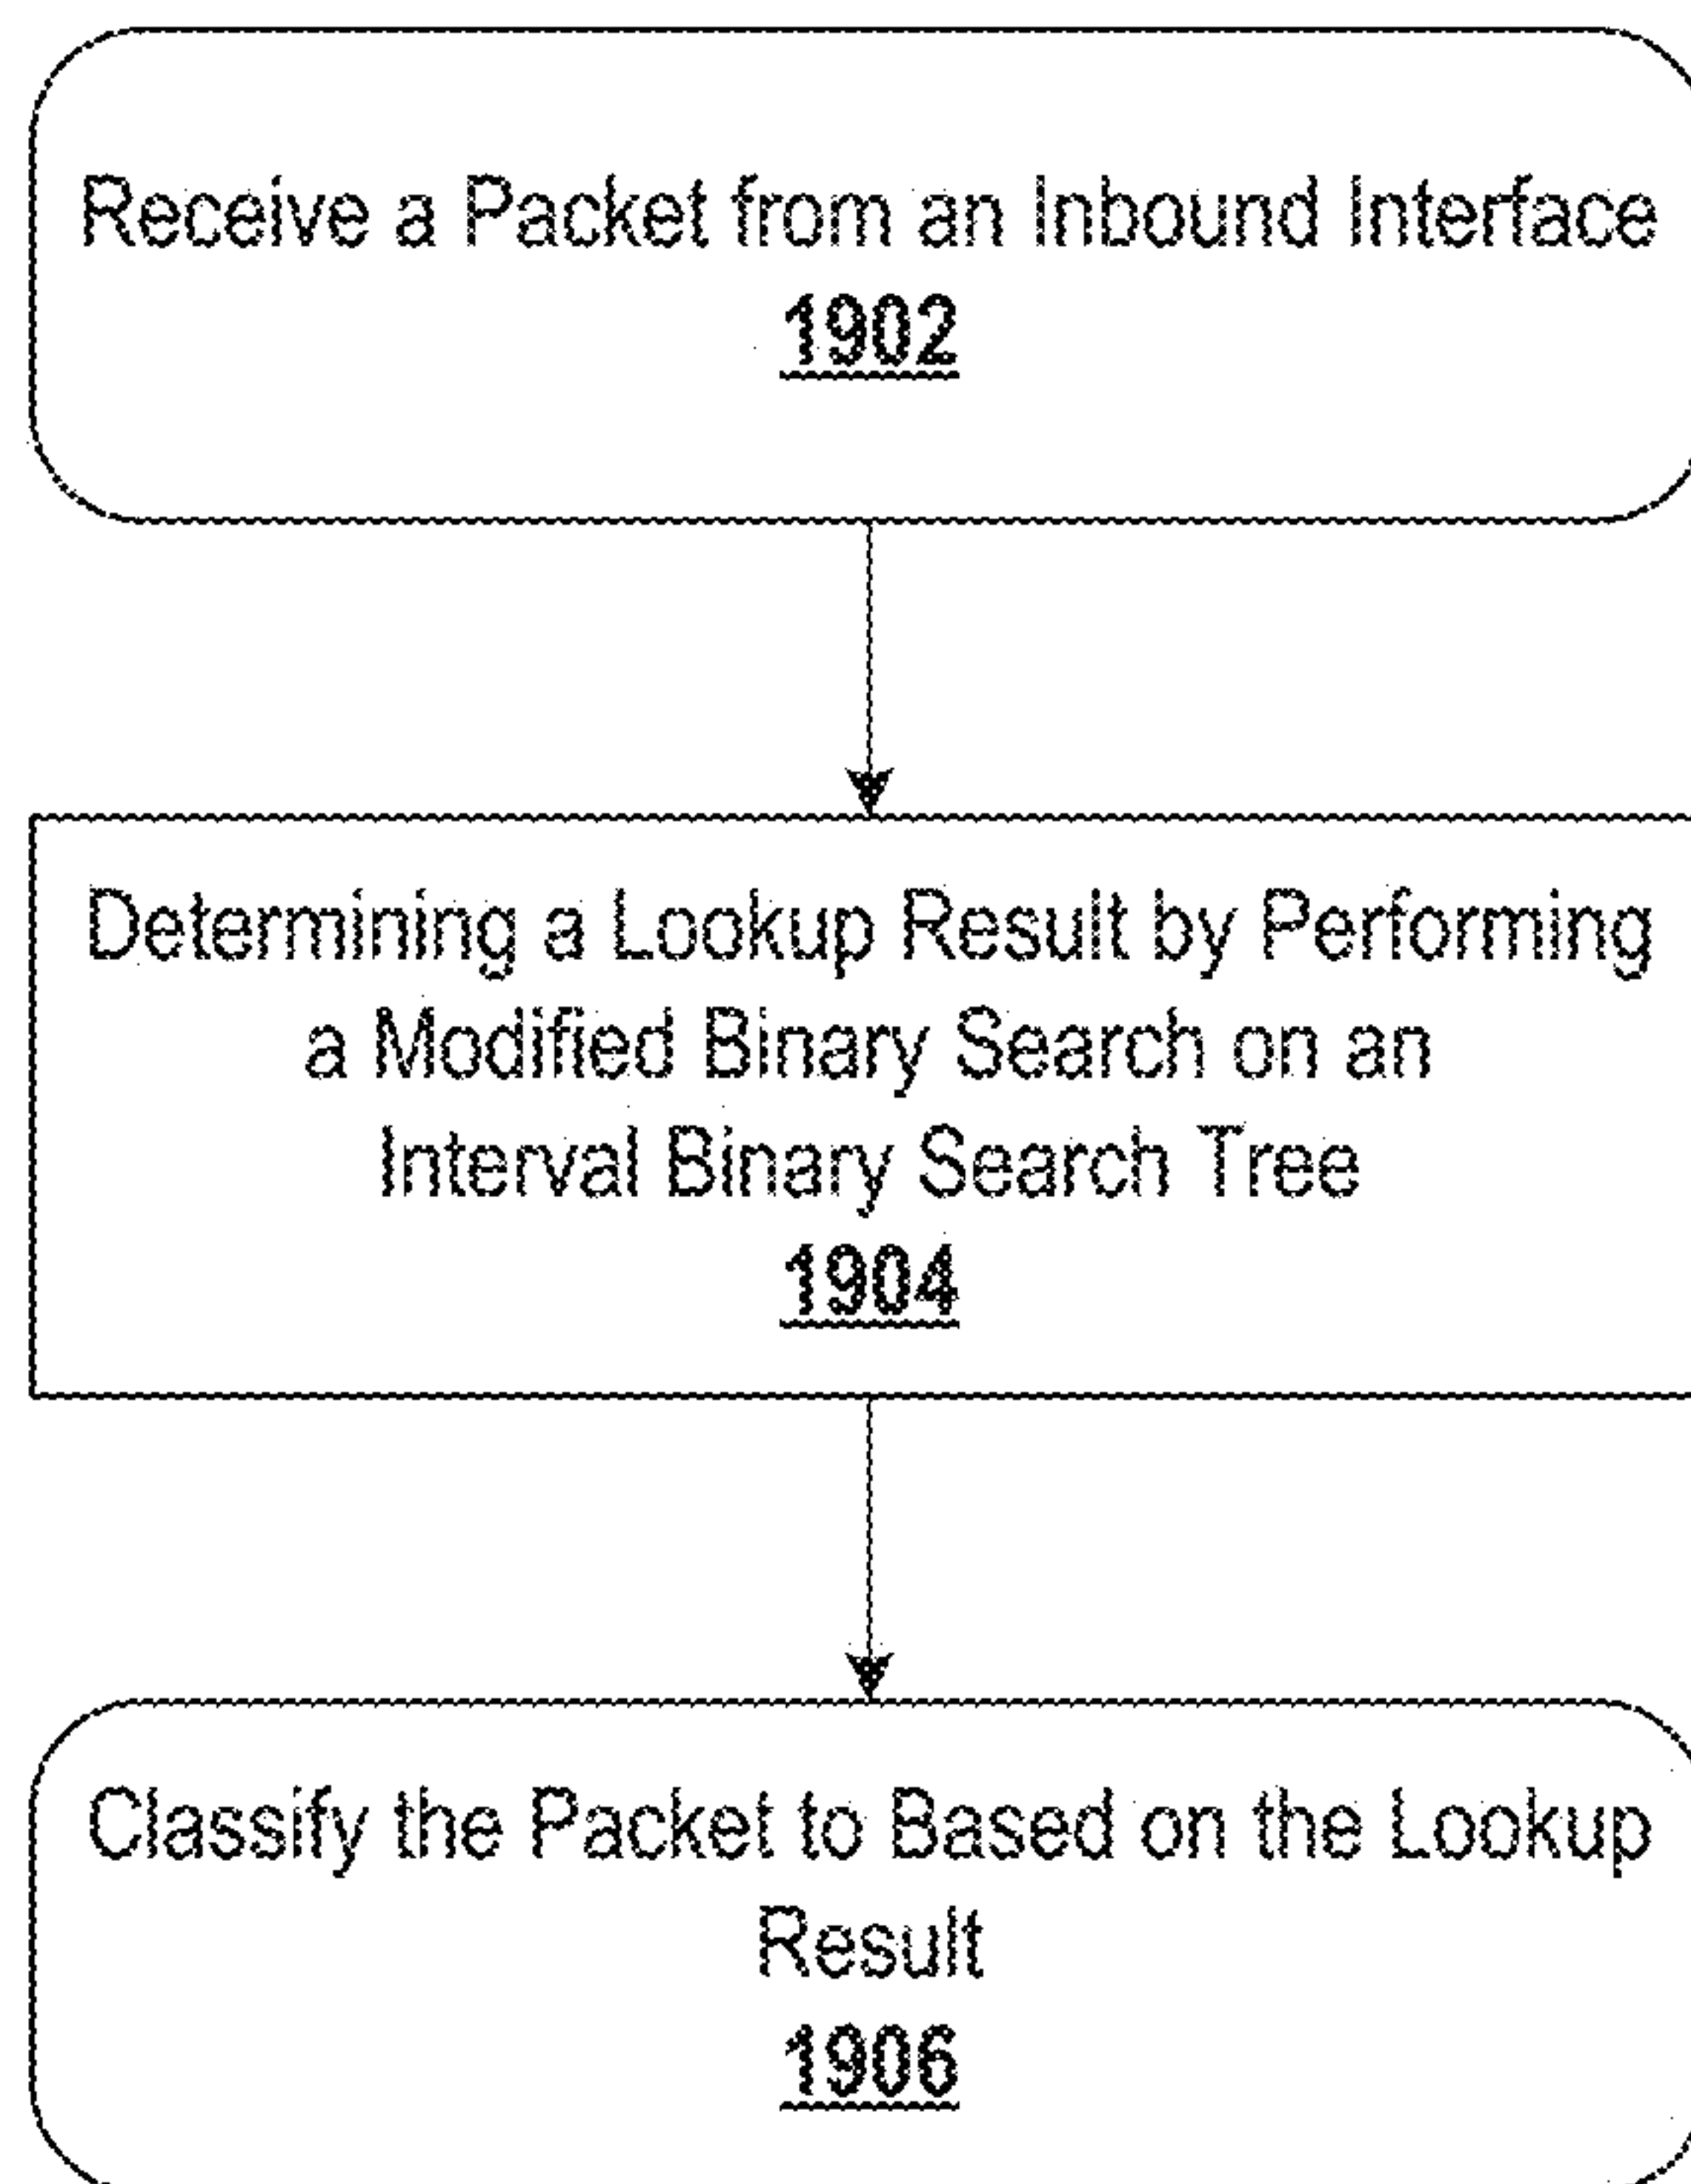 Receive a Packet from an Inbound Interface
1902
Determining a Lookup Result by Performing
a Modified Binary Search on an
Interval Binary Search Tree
1904
Classify the Packet to Based on the Lookup
Result
1906